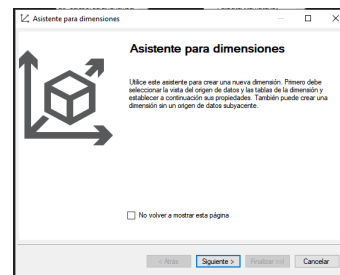 Asistente para dimensiones
Asistente para dimensiones
Utilice este asistente para crear una nueva dimensión. Primero debe
seleccionar la vista del origen de datos y las tablas de la dimensión y
establecer a continuación sus propiedades. También puede crear una
dimensión sin un origen de datos subyacente.
No volver a mostrar esta página
< Atrás Siguiente > Finalizar >>| Cancelar